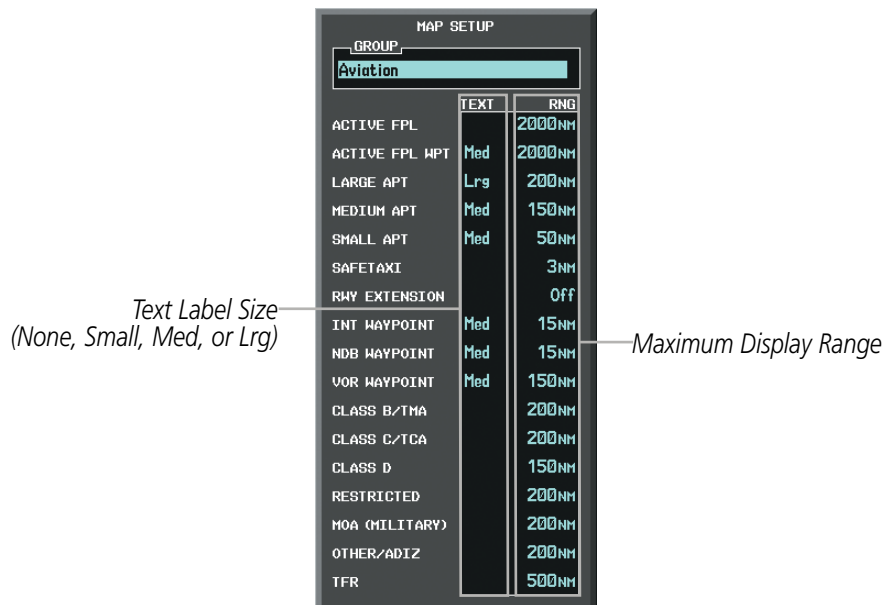 MAP SETUP
GROUP
Aviation
TEXT RNG
ACTIVE FPL 2000NM
ACTIVE FPL WPT Med 2000NM
LARGE APT Lrg 200NM
MEDIUM APT Med 150NM
SMALL APT Med 50NM
SAFETAXI 3NM
RWY EXTENSION Off
INT WAYPOINT Med 15NM
NDB WAYPOINT Med 15NM
VOR WAYPOINT Med 150NM
CLASS B/TMA 200NM
CLASS C/TCA 200NM
CLASS D 150NM
RESTRICTED 200NM
MOA (MILITARY) 200NM
OTHER/ADIZ 200NM
TFR 500NM
Text Label Size
(None, Small, Med, or Lrg)
Maximum Display Range